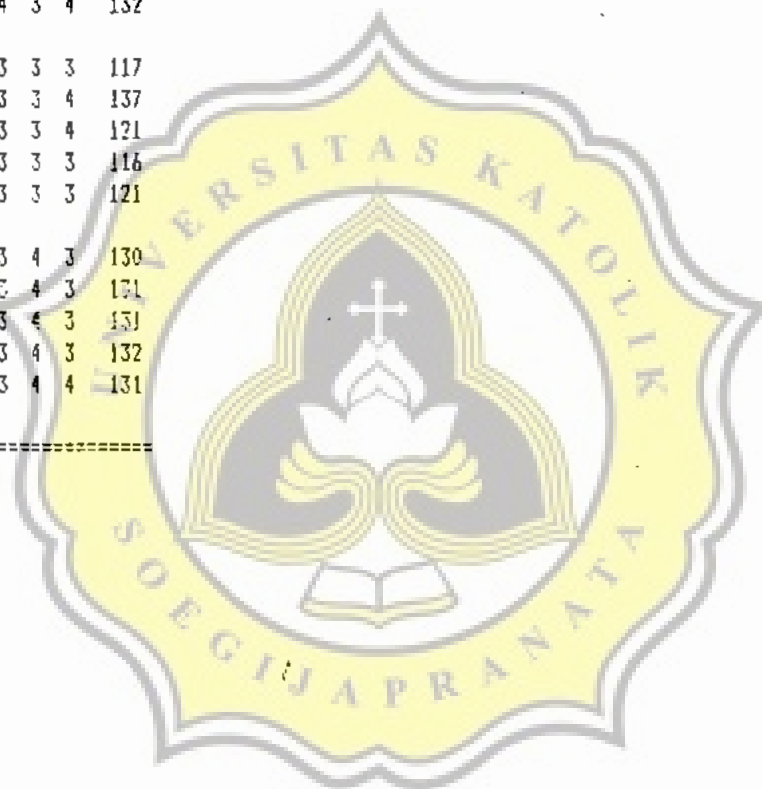 4 3 4 132
3 3 3 117
3 3 4 137
3 3 4 121
3 3 3 116
3 3 3 121
3 4 3 130
3 4 3 131
3 4 3 131
3 4 3 132
3 4 4 131
===============
UNIVERSITAS KATOLIK
SOEGIJAPRANATA